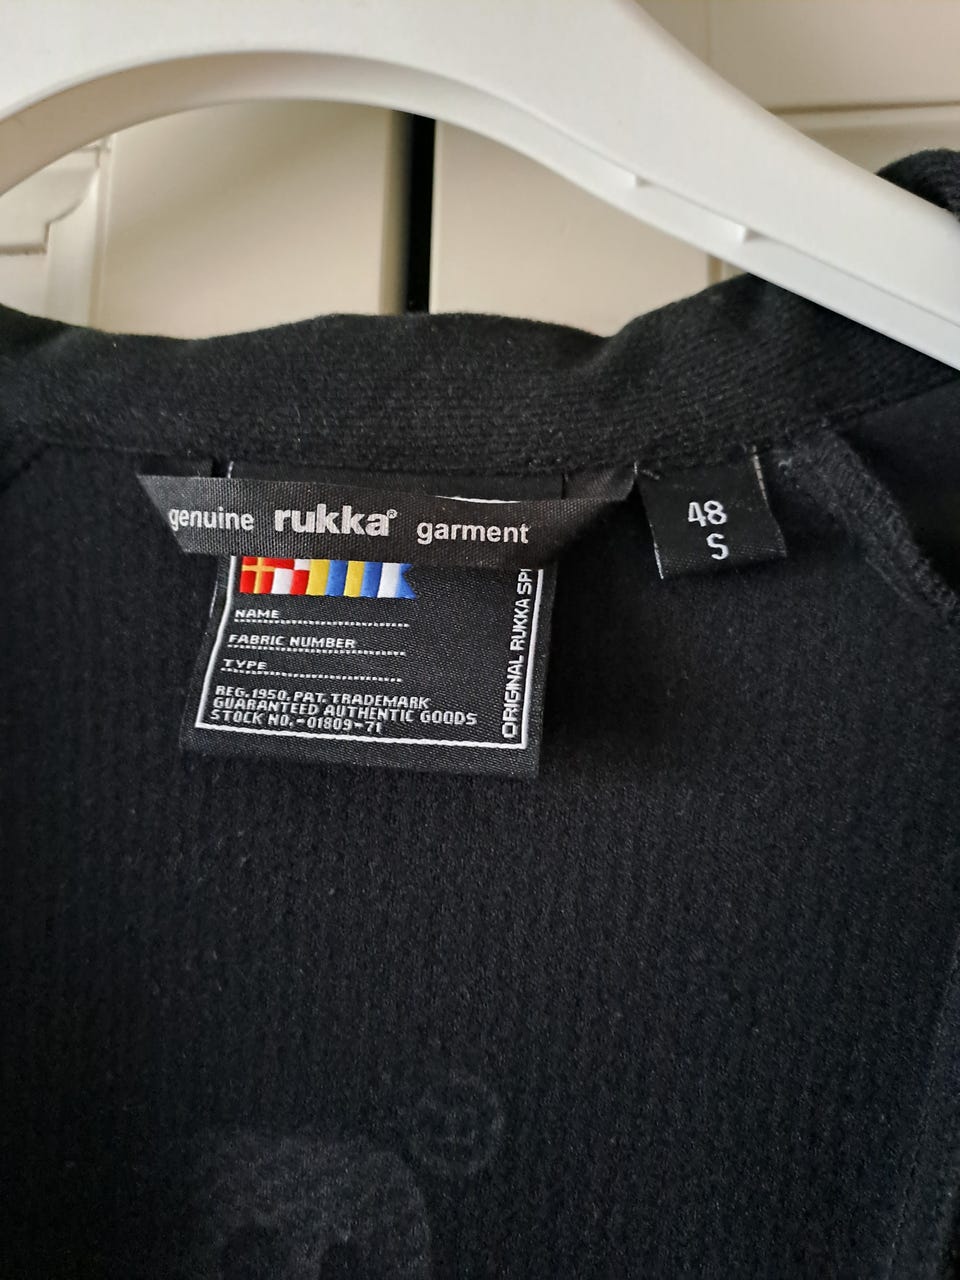 genuine rukka® garment
48
S
NAME
FABRIC NUMBER
TYPE
REG.1950.PAT. TRADEMARK
GUARANTEED AUTHENTIC GOODS
STOCK NO.-01809-71
ORIGINAL RUKKA